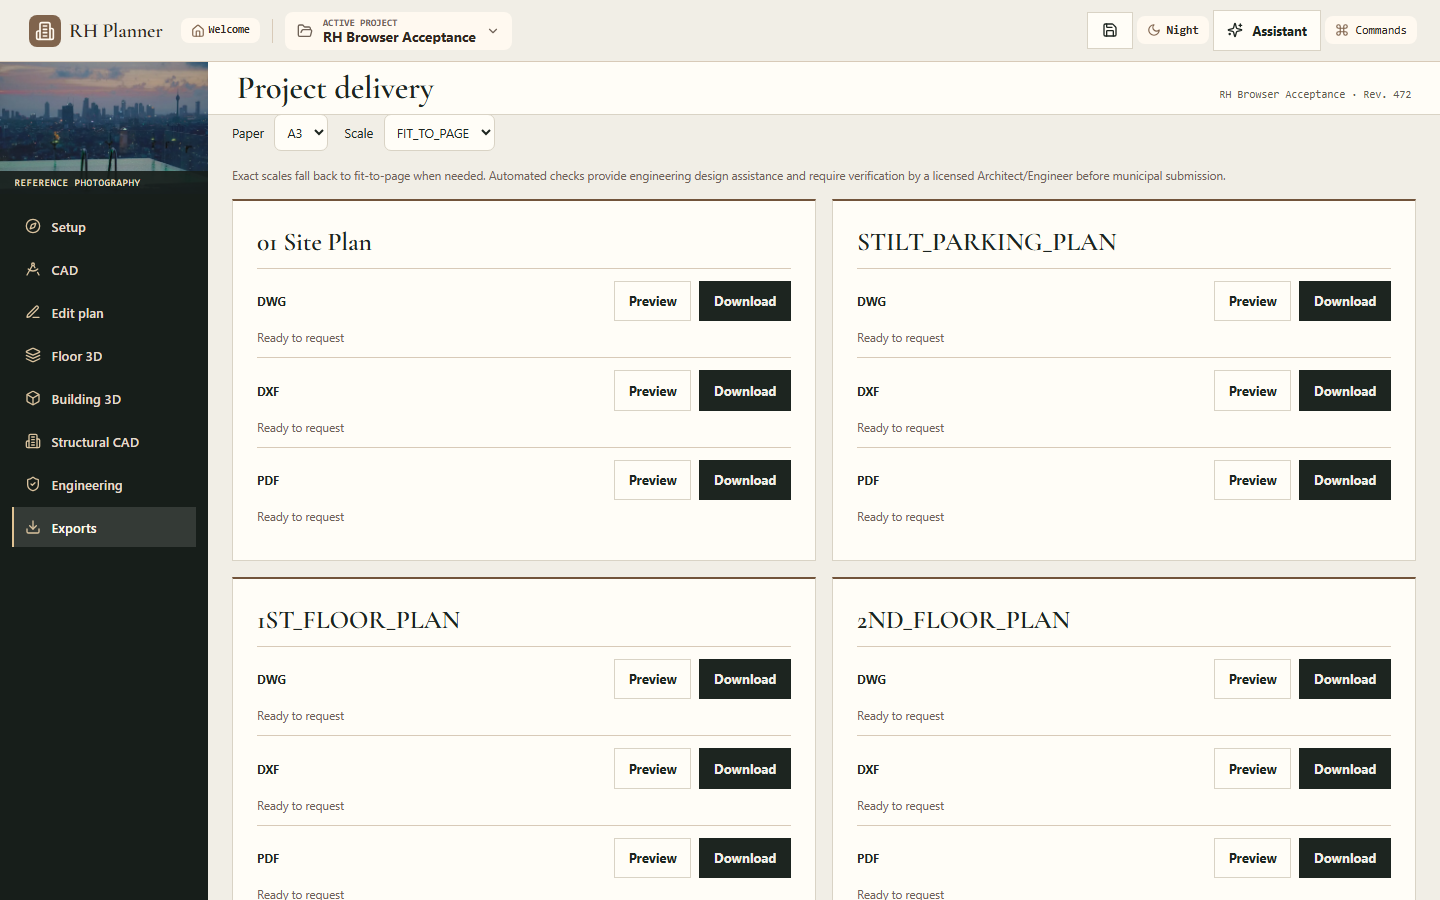 RH Planner
Welcome
ACTIVE PROJECT
RH Browser Acceptance
Night
Assistant
Commands
REFERENCE PHOTOGRAPHY
Setup
CAD
Edit plan
Floor 3D
Building 3D
Structural CAD
Engineering
Exports
Project delivery
RH Browser Acceptance · Rev. 472
Paper
A3
Scale
FIT_TO_PAGE
Exact scales fall back to fit-to-page when needed. Automated checks provide engineering design assistance and require verification by a licensed Architect/Engineer before municipal submission.
01 Site Plan
DWG
Preview
Download
Ready to request
DXF
Preview
Download
Ready to request
PDF
Preview
Download
Ready to request
STILT_PARKING_PLAN
DWG
Preview
Download
Ready to request
DXF
Preview
Download
Ready to request
PDF
Preview
Download
Ready to request
1ST_FLOOR_PLAN
DWG
Preview
Download
Ready to request
DXF
Preview
Download
Ready to request
PDF
Preview
Download
Ready to request
2ND_FLOOR_PLAN
DWG
Preview
Download
Ready to request
DXF
Preview
Download
Ready to request
PDF
Preview
Download
Ready to request